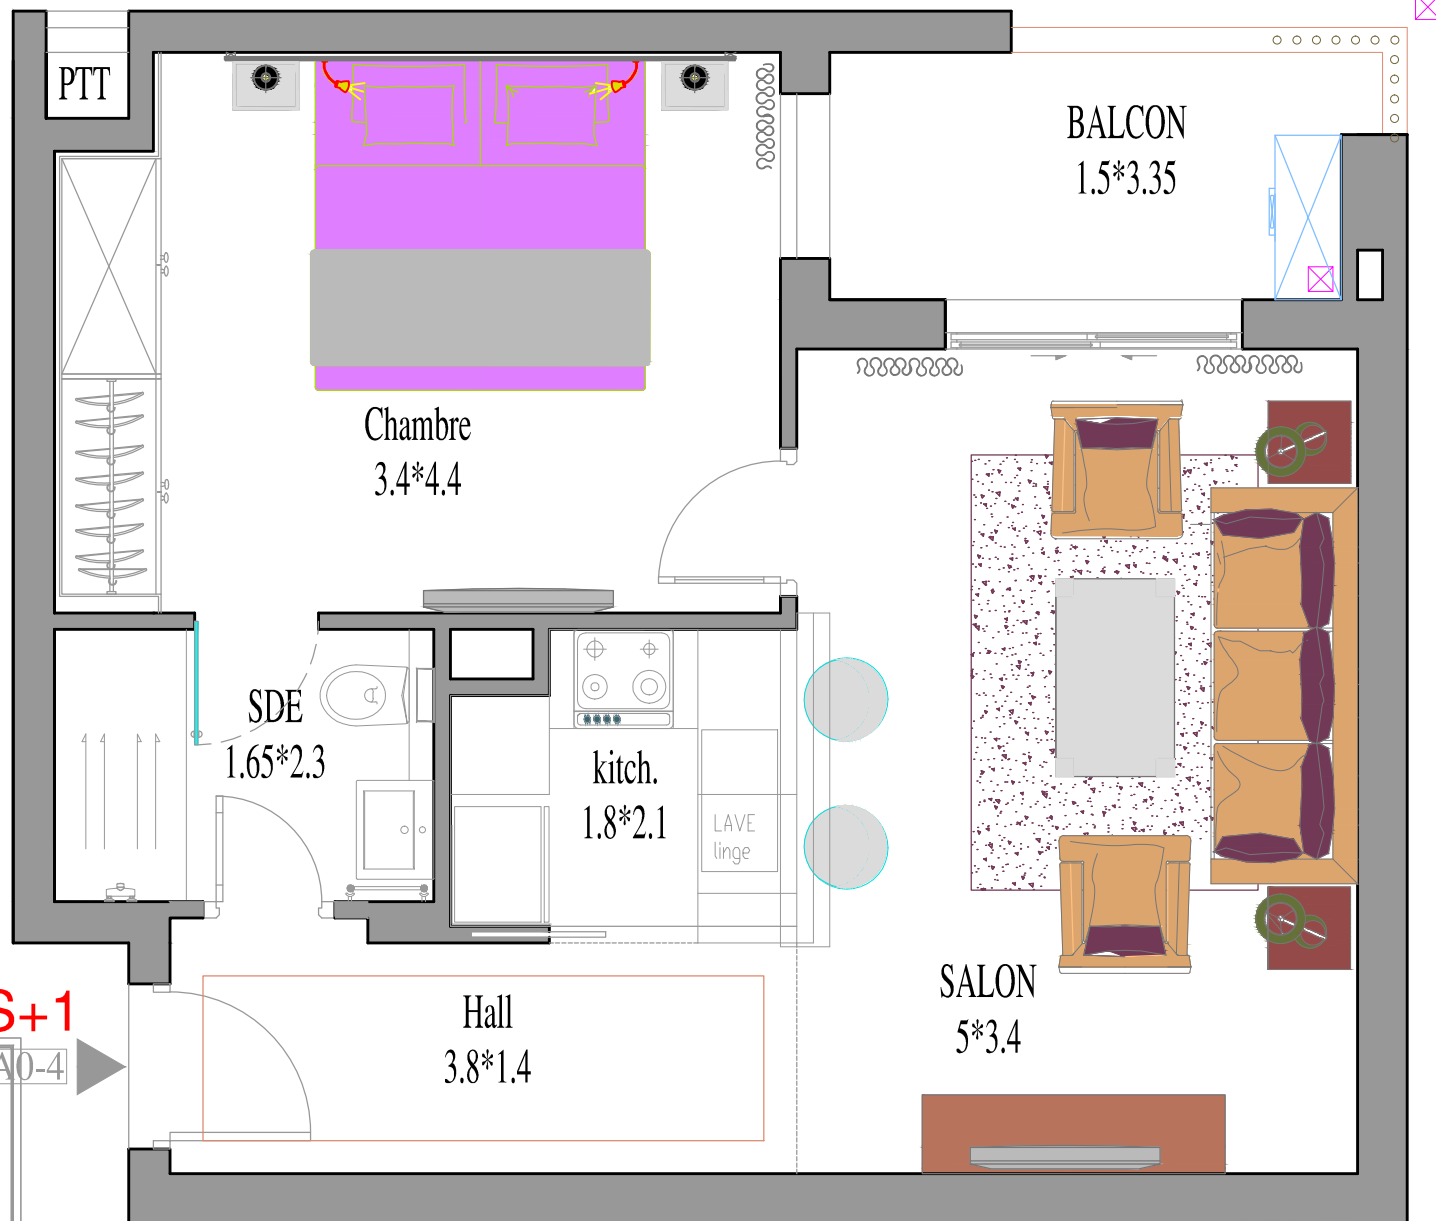 PTT
BALCON
1.5*3.35
Chambre
3.4*4.4
SDE
1.65*2.3
kitch.
1.8*2.1
LAVE
linge
SALON
5*3.4
Hall
3.8*1.4
S+1
A0-4